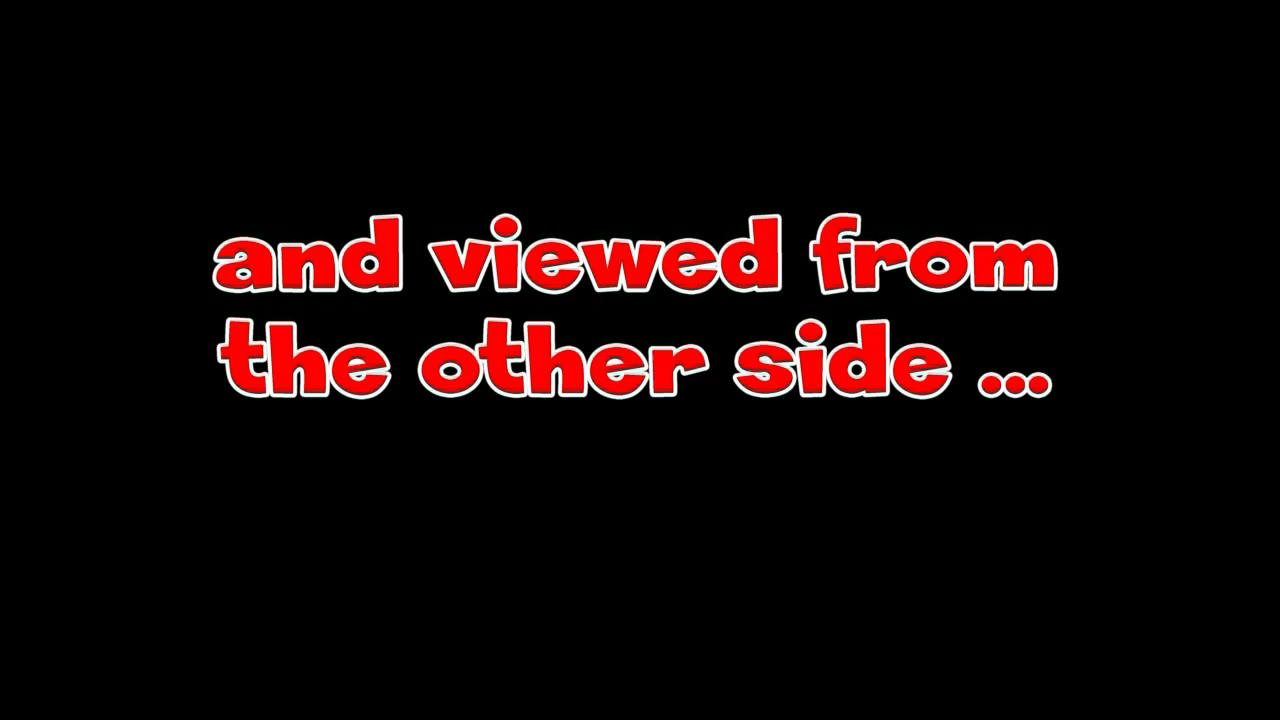 and viewed from
the other side ...